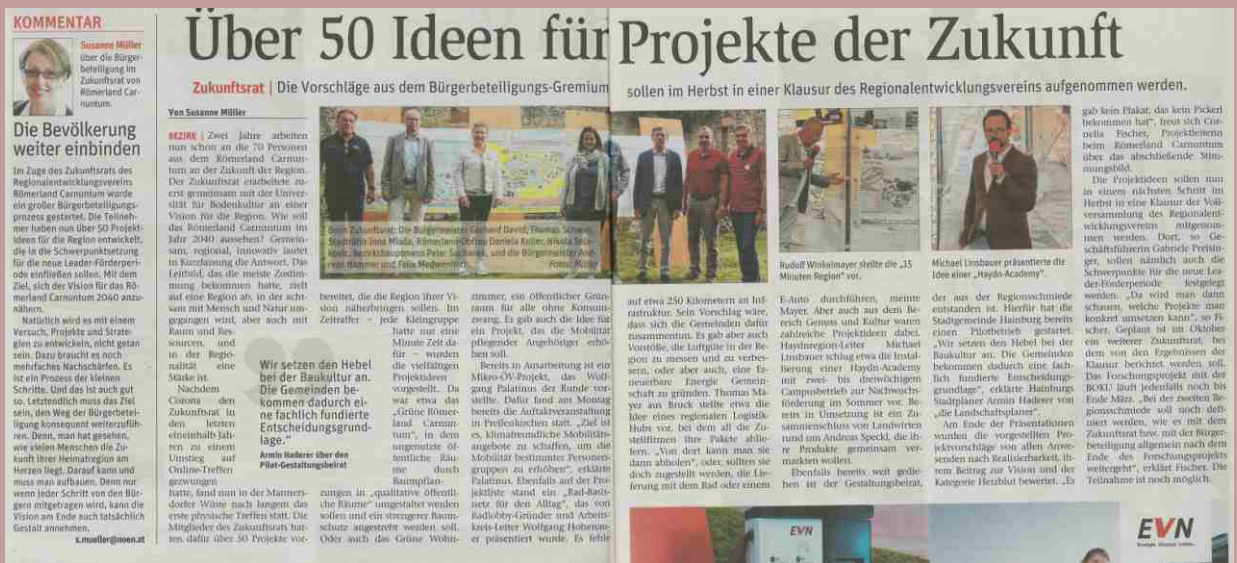 KOMMENTAR
Susanne Müller
über die Bürger-
beteiligung im
Zukunftsrat von
Römerland Car-
nuntum.
Die Bevölkerung
weiter einbinden
Im Zuge des Zukunftsrats des
Regionalentwicklungsvereins
Römerland Carnuntum wurde
ein großer Bürgerbeteiligungs-
prozess gestartet. Die Teilneh-
mer haben nun über 50 Projekt-
ideen für die Region entwickelt,
die in die Schwerpunktsetzung
für die neue Leader-Förderperi-
ode einfließen sollen. Mit dem
Ziel, sich der Vision für das Rö-
merland Carnuntum 2040 anzu-
nähern.
Natürlich wird es mit einem
Versuch, Projekte und Strate-
gien zu entwickeln, nicht getan
sein. Dazu braucht es noch
mehrfaches Nachschärfen. Es
ist ein Prozess der kleinen
Schritte. Und das ist auch gut
so. Letztendlich muss das Ziel
sein, den Weg der Bürgerbetei-
ligung konsequent weiterzufüh-
ren. Denn, man hat gesehen,
wie vielen Menschen die Zu-
kunft ihrer Heimatregion am
Herzen liegt. Darauf kann und
muss man aufbauen. Denn nur
wenn jeder Schritt von den Bür-
gern mitgetragen wird, kann die
Vision am Ende auch tatsächlich
Gestalt annehmen.
s.mueller@noen.at
Über 50 Ideen für Projekte der Zukunft
Zukunftsrat | Die Vorschläge aus dem Bürgerbeteiligungs-Gremium sollen im Herbst in einer Klausur des Regionalentwicklungsvereins aufgenommen werden.
Von Susanne Müller
BEZIRK | Zwei Jahre arbeiten
nun schon an die 70 Personen
aus dem Römerland Carnun-
tum an der Zukunft der Region.
Der Zukunftsrat erarbeitete zu-
erst gemeinsam mit der Univer-
sität für Bodenkultur an einer
Vision für die Region. Wie soll
das Römerland Carnuntum im
Jahr 2040 aussehen? Gemein-
sam, regional, innovativ lautet
in Kurzfassung die Antwort. Das
Leitbild, das die meiste Zustim-
mung bekommen hatte, zielt
auf eine Region ab, in der acht-
sam mit Mensch und Natur um-
gegangen wird, aber auch mit
Raum und Res-
sourcen, und
in der Regio-
nalität eine
Stärke ist.
Nachdem
Corona den
Zukunftsrat in
den letzten
eineinhalb Jah-
ren zu einem
Umstieg auf
Online-Treffen
gezwungen
hatte, fand nun in der Manners-
dorfer Wüste nach langem das
erste physische Treffen statt. Die
Mitglieder des Zukunftsrats hat-
ten dafür über 50 Projekte vor-
Beim Zukunftsrat: Die Bürgermeister Gerhard David, Thomas Schwab,
Stadträtin Inna Mlada, Römerland-Obfrau Daniela Koller, Nikola
Bezirkshauptmann Peter Suchanek, und die Bürgermeister And-
reas Hammer und Felix Medwenitsch. Fotos: Müller
bereitet, die die Region ihrer Vi-
sion näherbringen sollen. Im
Zeitraffer – jede Kleingruppe
hatte nur eine
Minute Zeit da-
für – wurden
die vielfältigen
Projektideen
vorgestellt. Da
war etwa das
„Grüne Römer-
land Carnun-
tum“, in dem
ungenutzte öf-
fentliche Räu-
me durch
Baumpflan-
zungen in „qualitative öffentli-
che Räume“ umgestaltet werden
sollen und ein strengerer Baum-
schutz angestrebt werden soll.
Oder auch das Grüne Wohn-
Wir setzen den Hebel
bei der Baukultur an.
Die Gemeinden be-
kommen dadurch ei-
ne fachlich fundierte
Entscheidungsgrund-
lage.“
Armin Haderer über den
Pilot-Gestaltungsbeirat
zimmer, ein öffentlicher Grün-
raum für alle ohne Konsum-
zwang. Es gab auch die Idee für
ein Projekt, das die Mobilität
pflegender Angehöriger erhö-
hen soll.
Bereits in Ausarbeitung ist ein
Mikro-ÖV-Projekt, das Wolf-
gang Palatinus der Runde vor-
stellte. Dafür fand am Montag
bereits die Auftaktveranstaltung
in Prellenkirchen statt. „Ziel ist
es, klimafreundliche Mobilitäts-
angebote zu schaffen, um die
Mobilität bestimmter Personen-
gruppen zu erhöhen“, erklärte
Palatinus. Ebenfalls auf der Pro-
jektliste stand ein „Rad-Basis-
netz für den Alltag“, das von
Radlobby-Gründer und Arbeits-
kreis-Leiter Wolfgang Hohenau-
er präsentiert wurde. Es fehle
auf etwa 250 Kilometern an Inf-
rastruktur. Sein Vorschlag wäre,
dass sich die Gemeinden dafür
zusammentun. Es gab aber auch
Vorstöße, die Luftgüte in der Re-
gion zu messen und zu verbes-
sern, oder aber auch, eine Er-
neuerbare Energie Gemein-
schaft zu gründen. Thomas Ma-
yer aus Bruck stellte etwa die
Idee eines regionalen Logistik-
Hubs vor, bei dem all die Zu-
stellfirmen ihre Pakete ablie-
fern. „Von dort kann man sie
dann abholen“, oder, sollten sie
doch zugestellt werden, die Lie-
ferung mit dem Rad oder einem
Rudolf Winkelmayer stellte die „15
Minuten Region“ vor.
E-Auto durchführen, meinte
Mayer. Aber auch aus dem Be-
reich Genuss und Kultur waren
zahlreiche Projektideen dabei.
Haydnregion-Leiter Michael
Linsbauer schlug etwa die Instal-
lierung einer Haydn-Academy
mit zwei- bis dreiwöchigem
Campusbetrieb zur Nachwuchs-
förderung im Sommer vor. Be-
reits in Umsetzung ist ein Zu-
sammenschluss von Landwirten
rund um Andreas Speckl, die ih-
re Produkte gemeinsam ver-
markten wollen.
Ebenfalls bereits weit gedie-
hen ist der Gestaltungsbeirat,
Michael Linsbauer präsentierte die
Idee einer „Haydn-Academy“.
der aus der Regionsschmiede
entstanden ist. Hierfür hat die
Stadtgemeinde Hainburg bereits
einen Pilotbetrieb gestartet.
„Wir setzen den Hebel bei der
Baukultur an. Die Gemeinden
bekommen dadurch eine fach-
lich fundierte Entscheidungs-
grundlage“, erklärte Hainburgs
Stadtplaner Armin Haderer von
„die Landschaftsplaner“.
Am Ende der Präsentationen
wurden die vorgestellten Pro-
jektvorschläge von allen Anwe-
senden nach Realisierbarkeit, ih-
rem Beitrag zur Vision und der
Kategorie Herzblut bewertet. „Es
gab kein Plakat, das kein Pickerl
bekommen hat“, freut sich Cor-
nelia Fischer, Projektleiterin
beim Römerland Carnuntum
über das abschließende Stim-
mungsbild.
Die Projektideen sollen nun
in einem nächsten Schritt im
Herbst in eine Klausur der Voll-
versammlung des Regionalent-
wicklungsvereins mitgenom-
men werden. Dort, so Ge-
schäftsführerin Gabriele Preisin-
ger, sollen nämlich auch die
Schwerpunkte für die neue Lea-
der-Förderperiode festgelegt
werden. „Da wird man dann
schauen, welche Projekte man
konkret umsetzen kann“, so Fi-
scher. Geplant ist im Oktober
ein weiterer Zukunftsrat, bei
dem von den Ergebnissen der
Klausur berichtet werden soll.
Das Forschungsprojekt mit der
BOKU läuft jedenfalls noch bis
Ende März. „Bei der zweiten Re-
gionsschmiede soll noch defi-
niert werden, wie es mit dem
Zukunftsrat bzw. mit der Bürger-
beteiligung allgemein nach dem
Ende des Forschungsprojekts
weitergeht“, erklärt Fischer. Die
Teilnahme ist noch möglich.
EVN
EVN
Energie. Wasser. Leben.